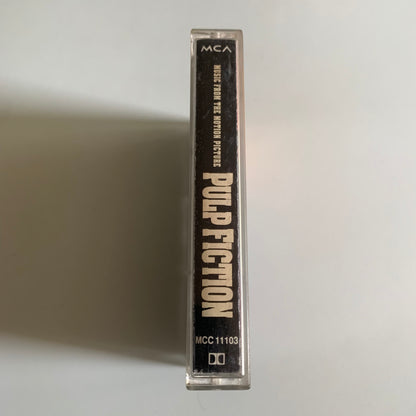 MCA
MUSIC FROM THE MOTION PICTURE
PULP FICTION
MCC 11103